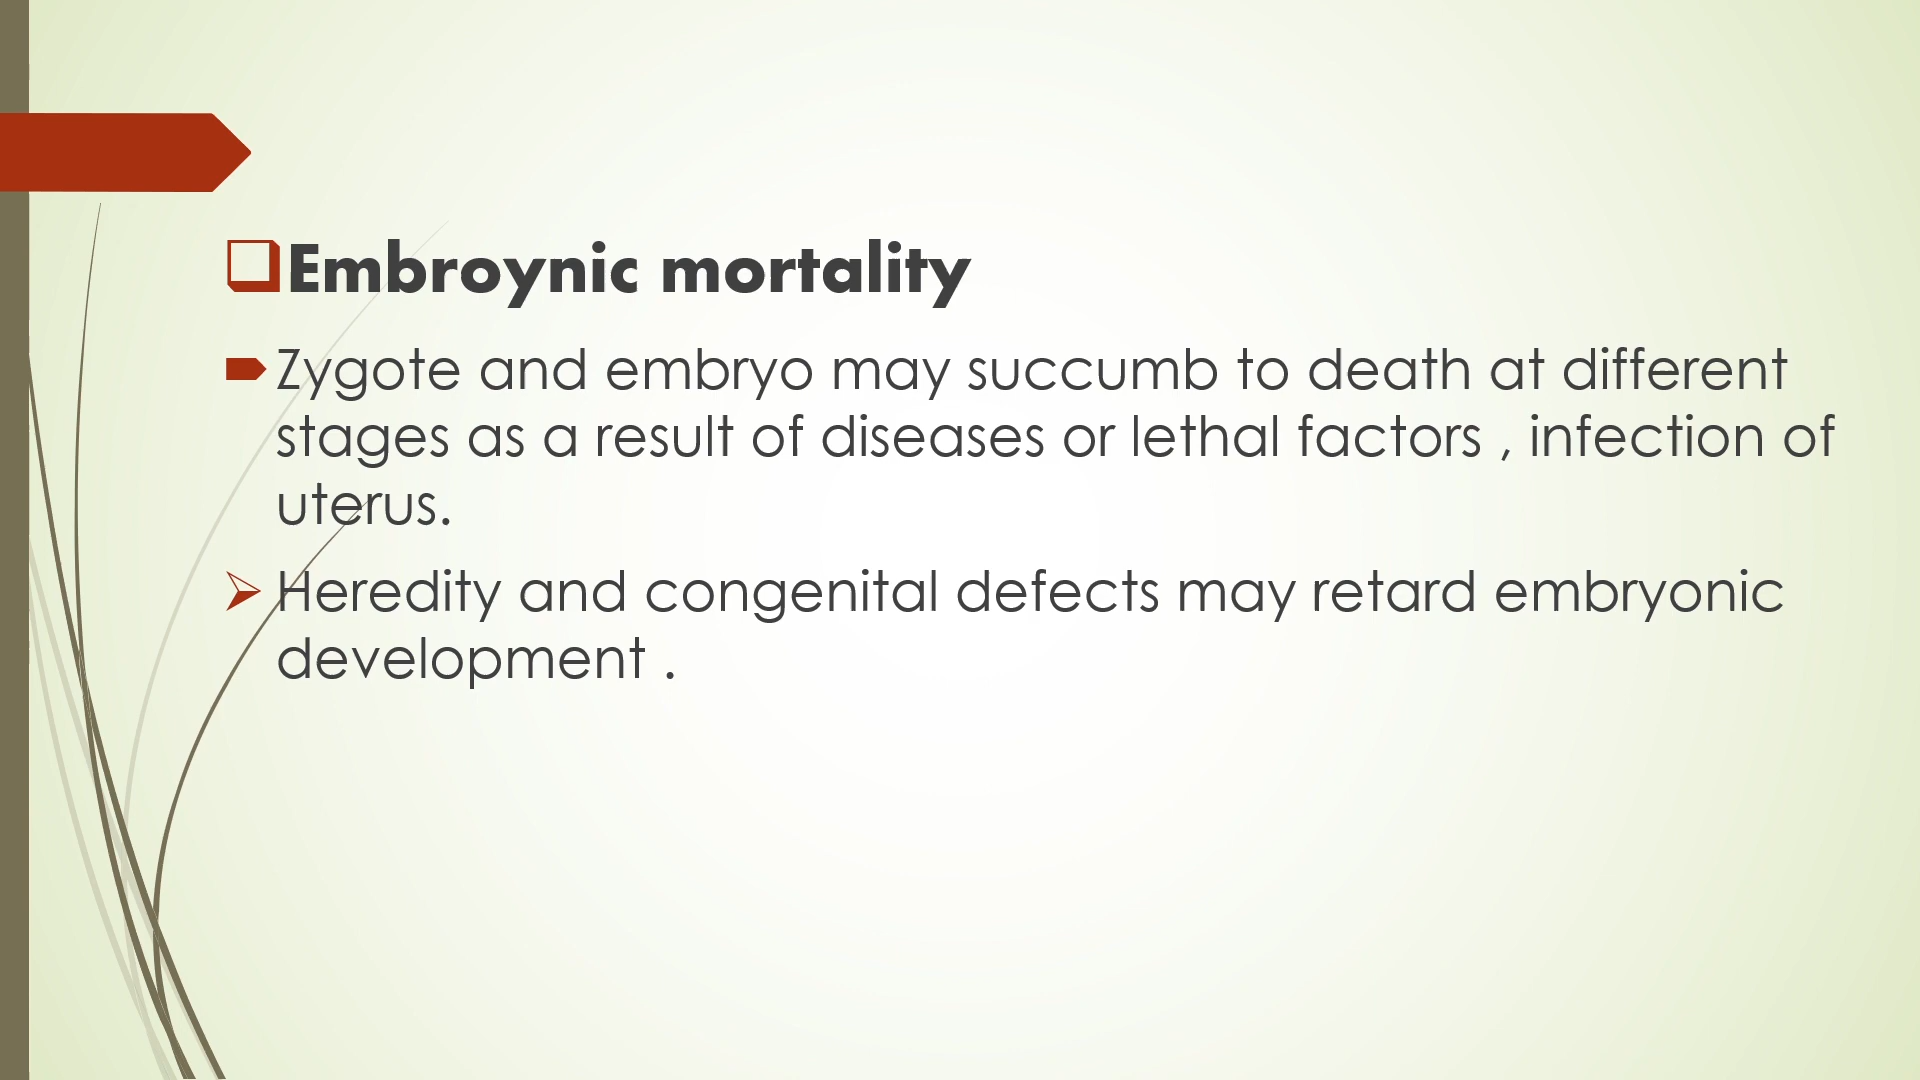 Embroynic mortality
Zygote and embryo may succumb to death at different
stages as a result of diseases or lethal factors , infection of
uterus.
Heredity and congenital defects may retard embryonic
development .